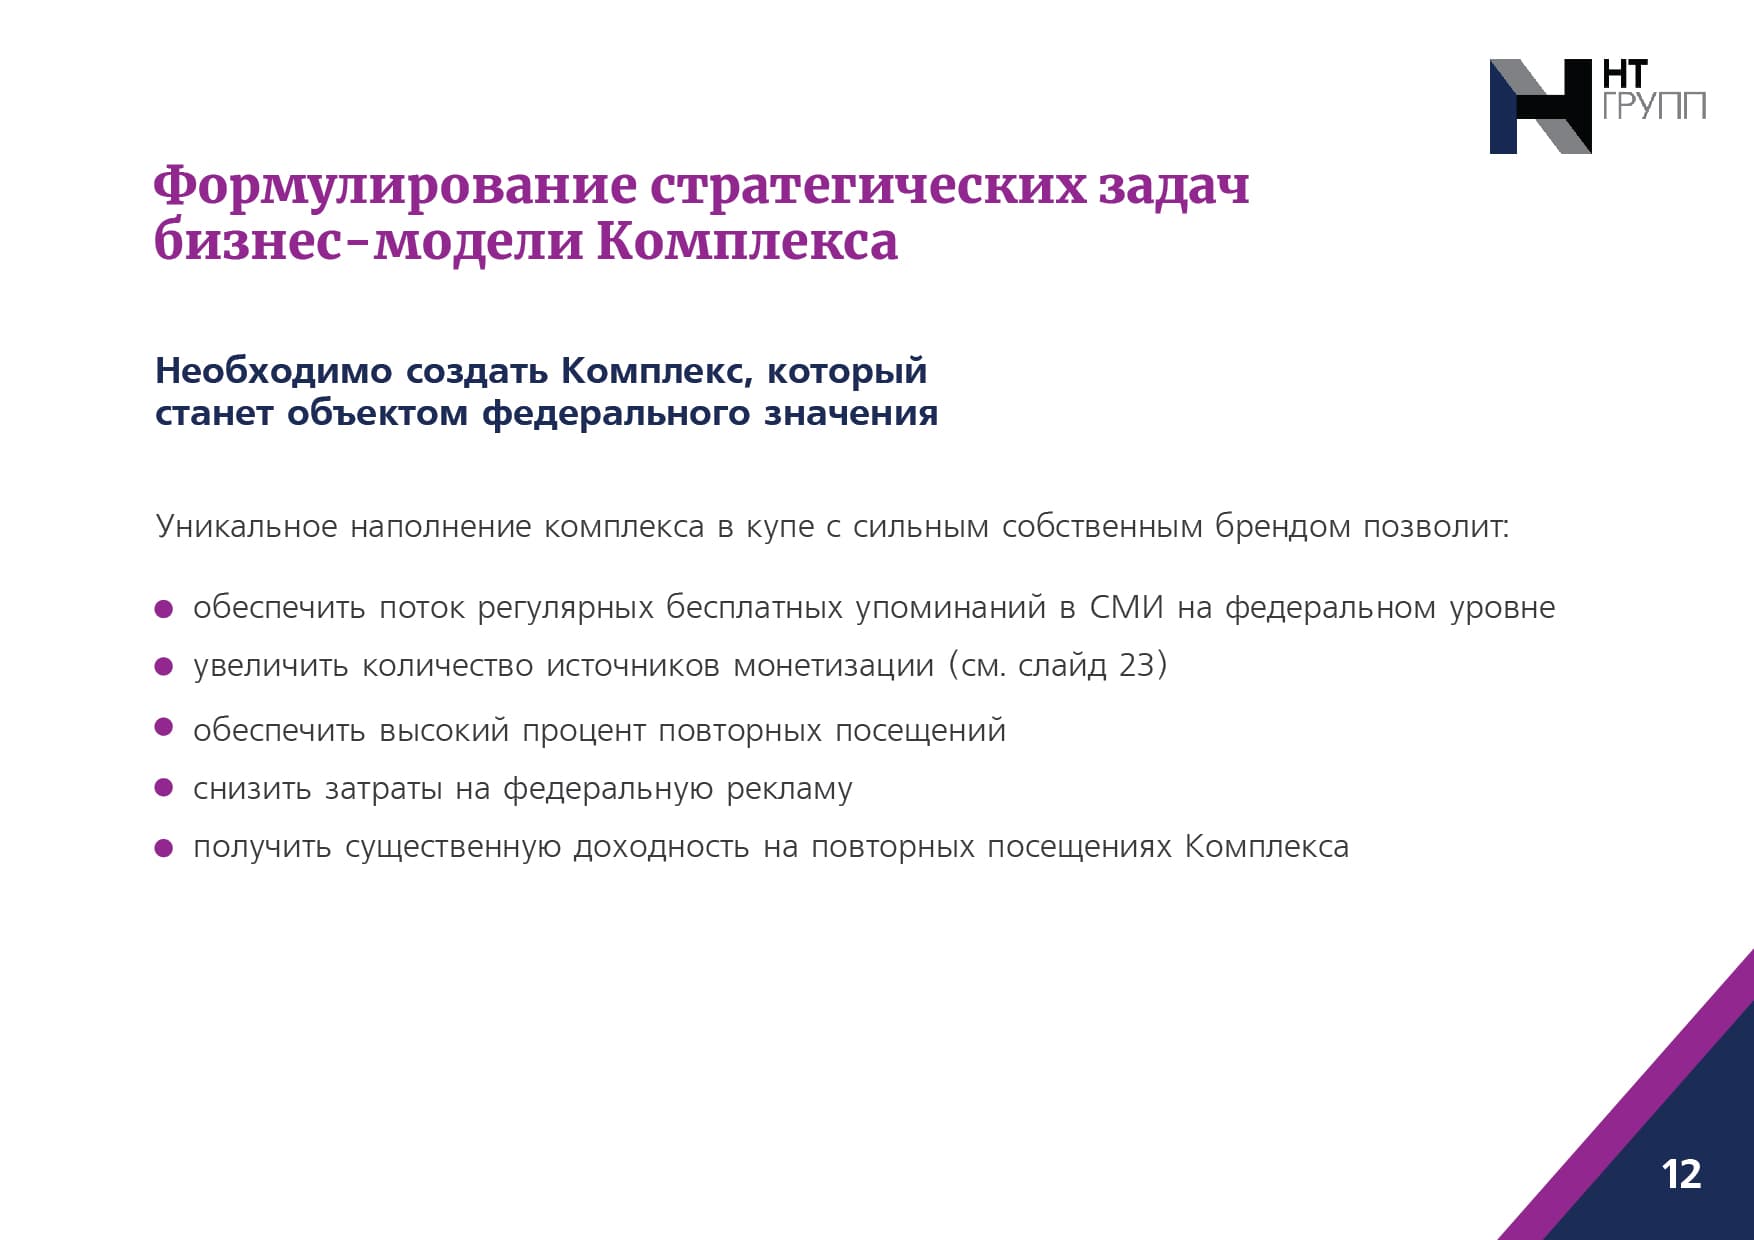 НТ
ГРУПП
Формулирование стратегических задач
бизнес-модели Комплекса
Необходимо создать Комплекс, который
станет объектом федерального значения
Уникальное наполнение комплекса в купе с сильным собственным брендом позволит:
обеспечить поток регулярных бесплатных упоминаний в СМИ на федеральном уровне
увеличить количество источников монетизации (см. слайд 23)
обеспечить высокий процент повторных посещений
снизить затраты на федеральную рекламу
получить существенную доходность на повторных посещениях Комплекса
12